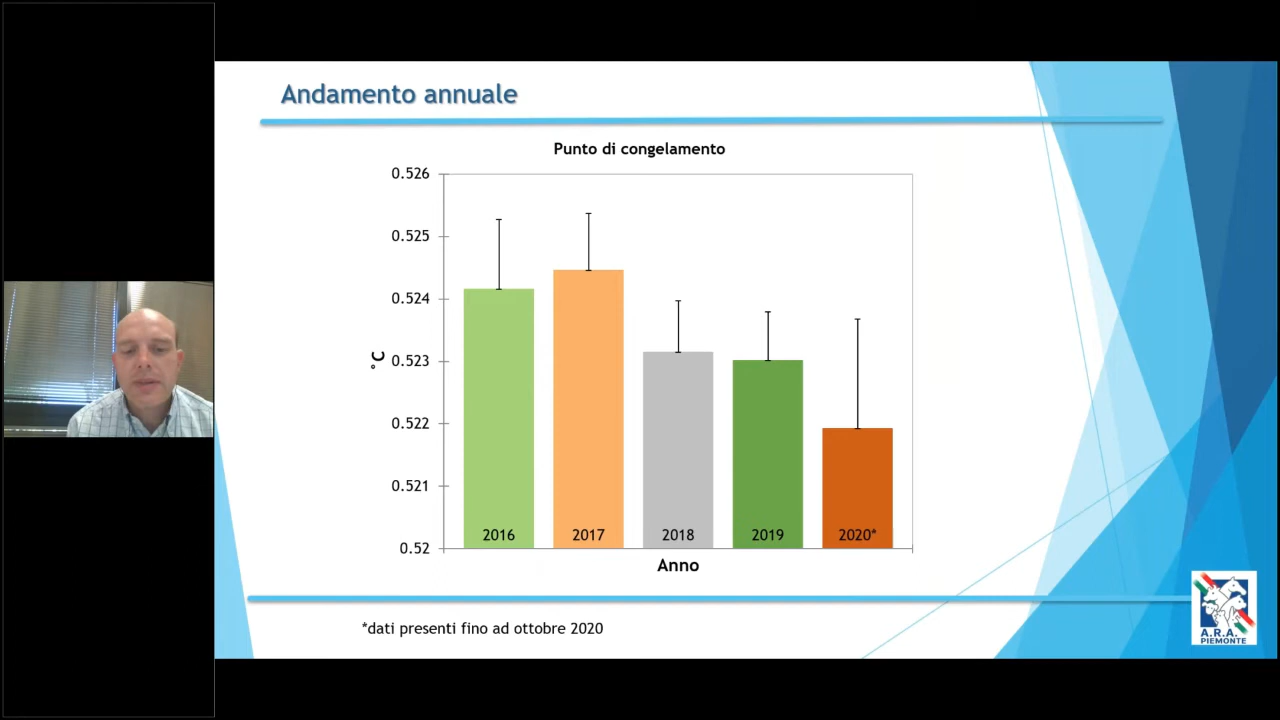 Andamento annuale
Punto di congelamento
0.526
0.525
0.524
0.523
0.522
0.521
0.52
°C
2016
2017
2018
2019
2020*
Anno
*dati presenti fino ad ottobre 2020
A.R.A.
PIEMONTE